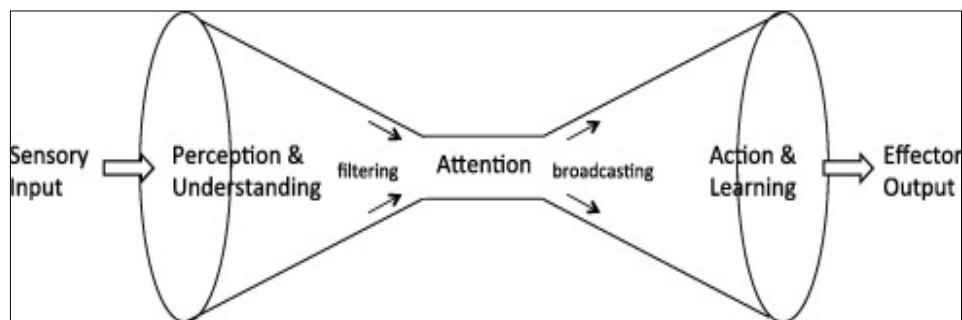 Sensory
Input
Perception &
Understanding
filtering
Attention
broadcasting
Action &
Learning
Effector
Output